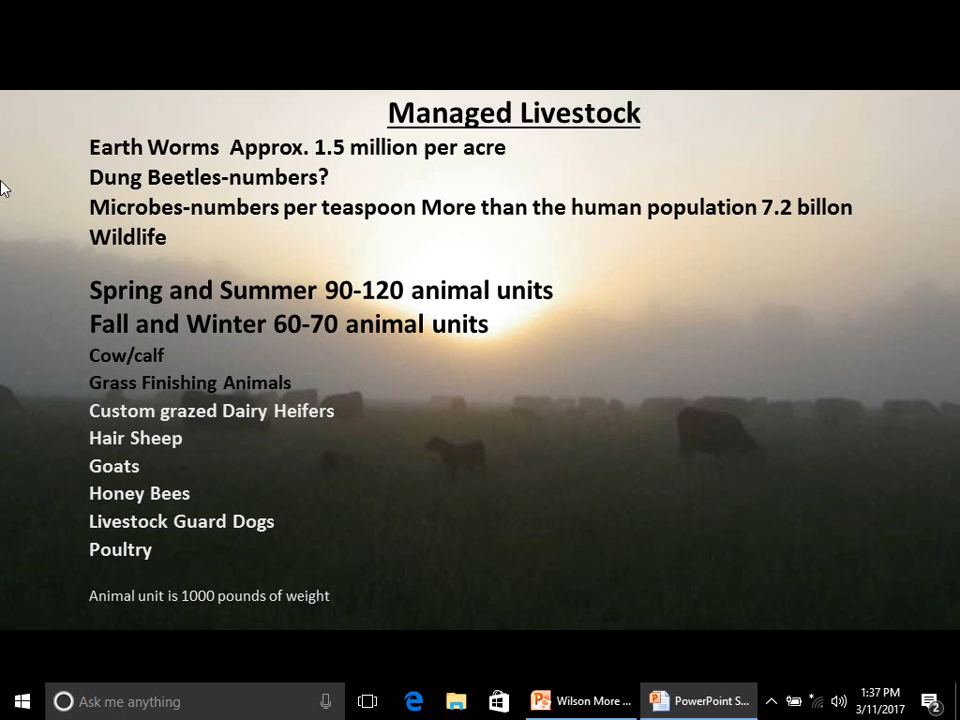 Managed Livestock
Earth Worms  Approx. 1.5 million per acre
Dung Beetles-numbers?
Microbes-numbers per teaspoon More than the human population 7.2 billon
Wildlife
Spring and Summer 90-120 animal units
Fall and Winter 60-70 animal units
Cow/calf
Grass Finishing Animals
Custom grazed Dairy Heifers
Hair Sheep
Goats
Honey Bees
Livestock Guard Dogs
Poultry
Animal unit is 1000 pounds of weight
Ask me anything
Wilson More ...
PowerPoint S...
1:37 PM
3/11/2017
2